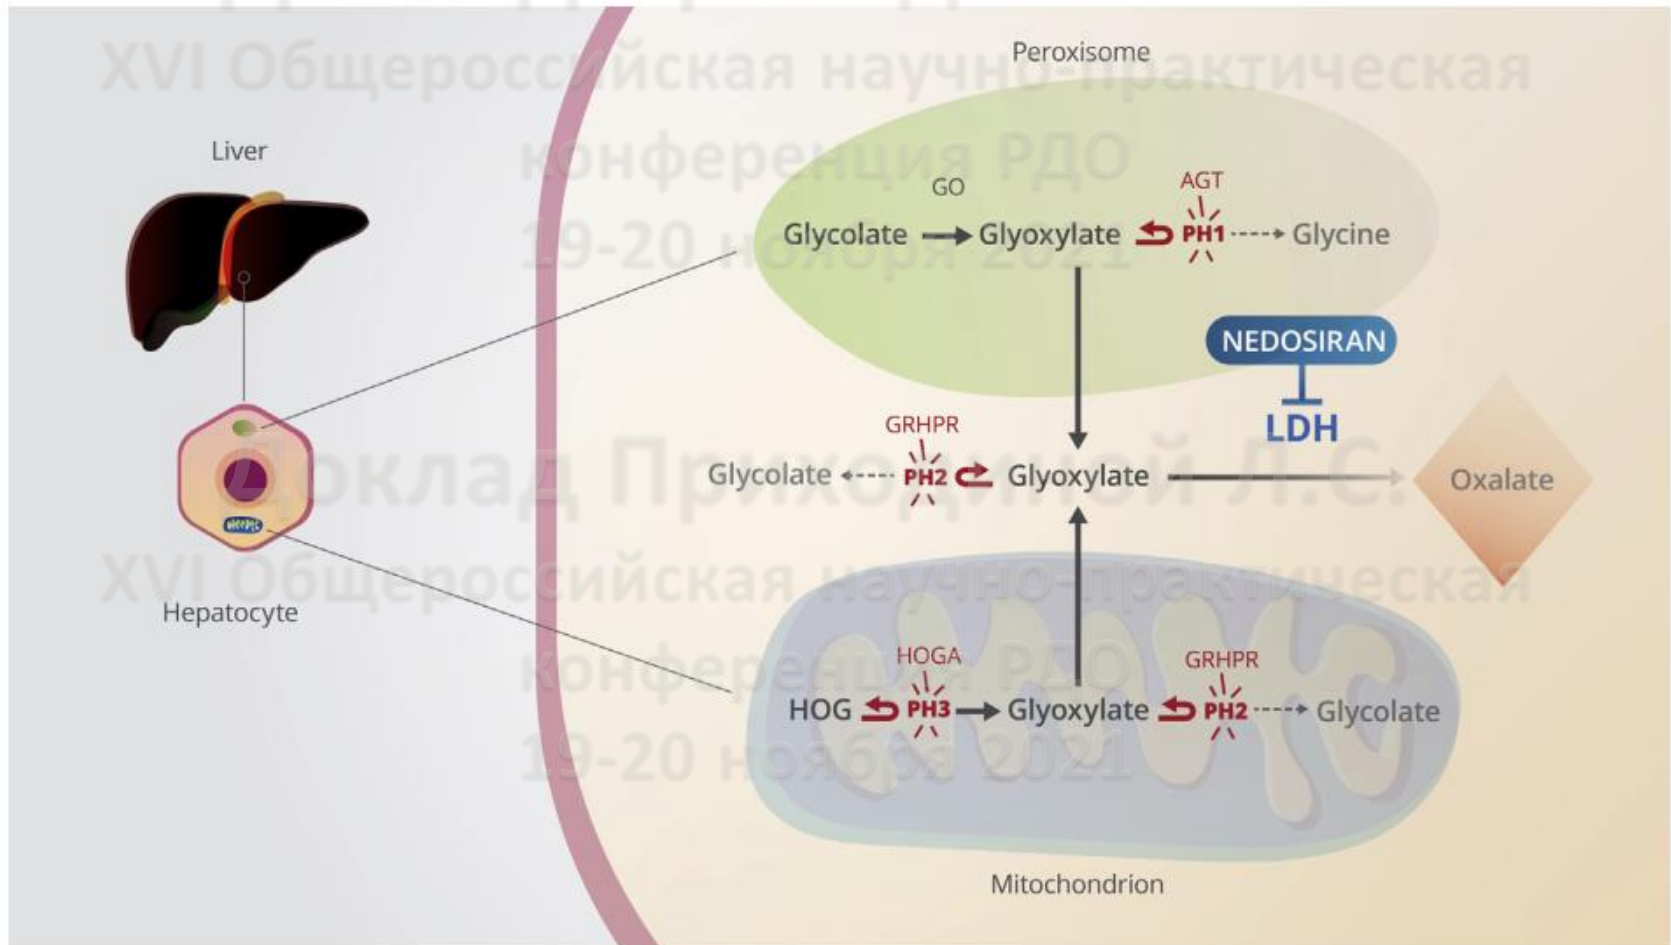 XVI Общероссийская научно-практическая
конференция РДО
19-20 ноября 2021
Доклад Приходиной Л.С.
XVI Общероссийская научно-практическая
конференция РДО
19-20 ноября 2021
Liver
Hepatocyte
Peroxisome
GO
AGT
Glycolate
Glyoxylate
PH1
Glycine
NEDOSIRAN
LDH
GRHPR
Glycolate
PH2
Glyoxylate
Oxalate
HOGA
GRHPR
HOG
PH3
Glyoxylate
PH2
Glycolate
Mitochondrion